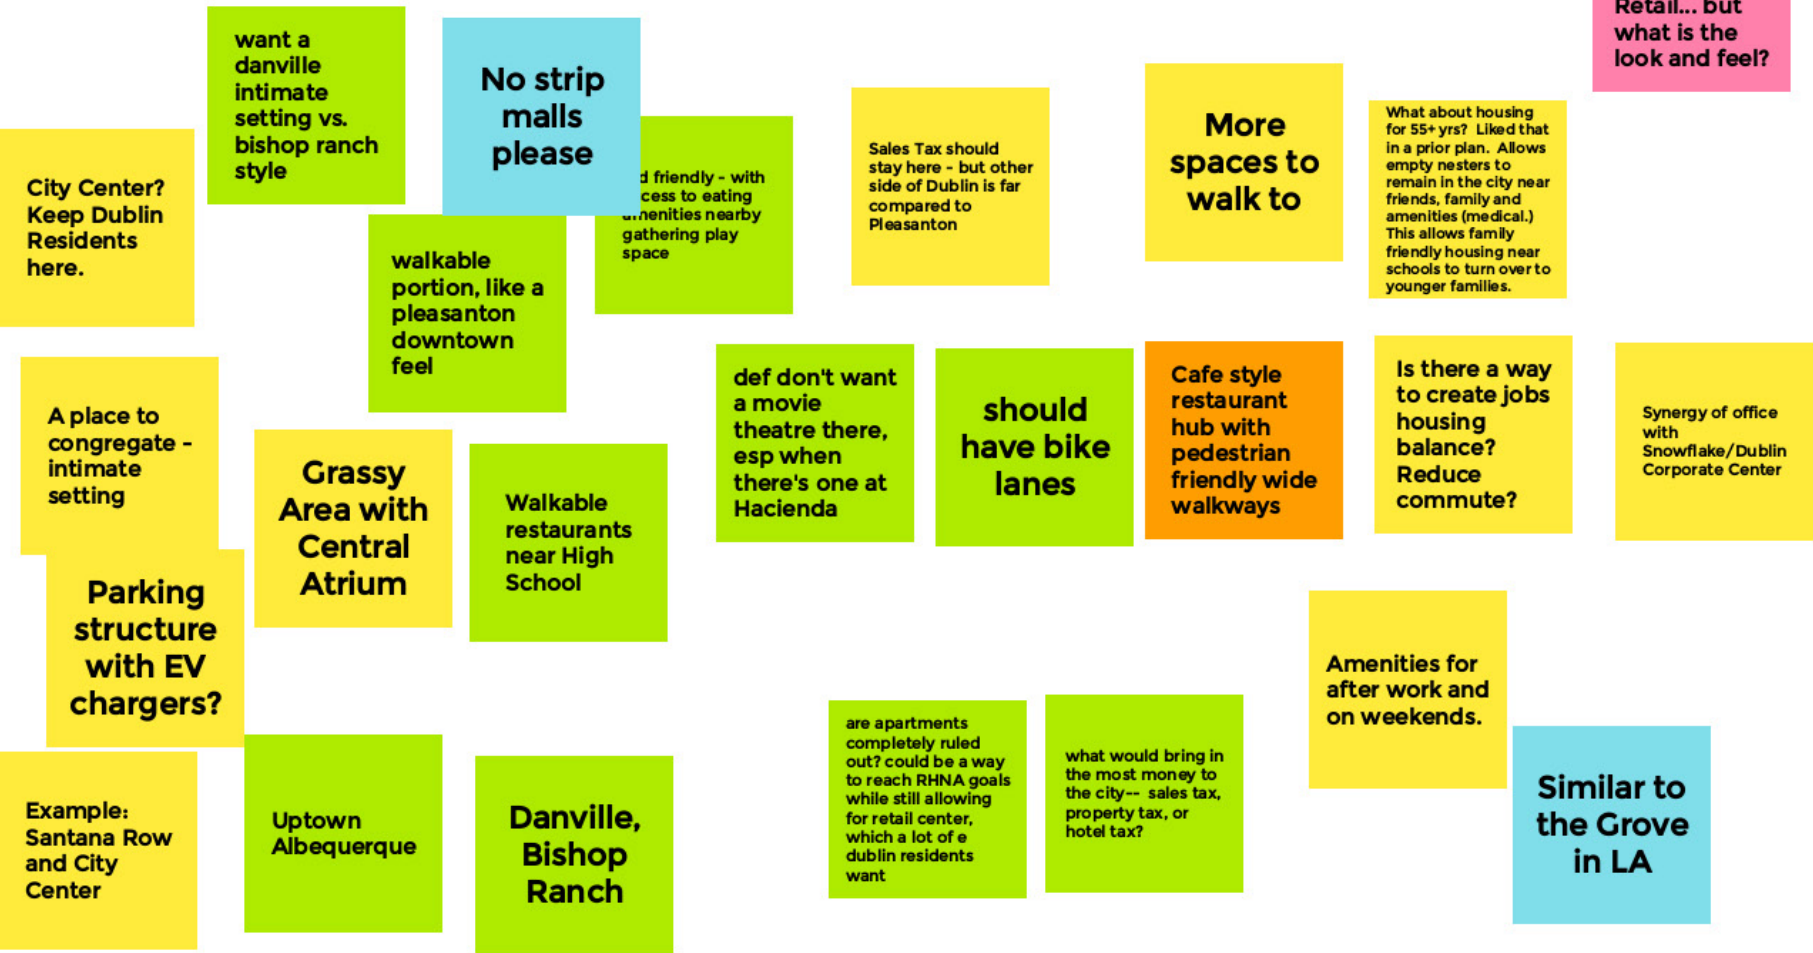 Retail... but
what is the
look and feel?
want a
danville
intimate
setting vs.
bishop ranch
style
No strip
malls
please
friendly - with
to eating
amenities nearby
gathering play
space
Sales Tax should
stay here - but other
side of Dublin is far
compared to
Pleasanton
More
spaces to
walk to
What about housing
for 55+ yrs? Liked that
in a prior plan. Allows
empty nesters to
remain in the city near
friends, family and
amenities (medical.)
This allows family
friendly housing near
schools to turn over to
younger families.
City Center?
Keep Dublin
Residents
here.
walkable
portion, like a
pleasanton
downtown
feel
A place to
congregate -
intimate
setting
Grassy
Area with
Central
Atrium
Walkable
restaurants
near High
School
def don't want
a movie
theatre there,
esp when
there's one at
Hacienda
should
have bike
lanes
Cafe style
restaurant
hub with
pedestrian
friendly wide
walkways
Is there a way
to create jobs
housing
balance?
Reduce
commute?
Synergy of office
with
Snowflake/Dublin
Corporate Center
Parking
structure
with EV
chargers?
Amenities for
after work and
on weekends.
Example:
Santana Row
and City
Center
Uptown
Albequerque
Danville,
Bishop
Ranch
are apartments
completely ruled
out? could be a way
to reach RHNA goals
while still allowing
for retail center,
which a lot of e
dublin residents
want
what would bring in
the most money to
the city-- sales tax,
property tax, or
hotel tax?
Similar to
the Grove
in LA